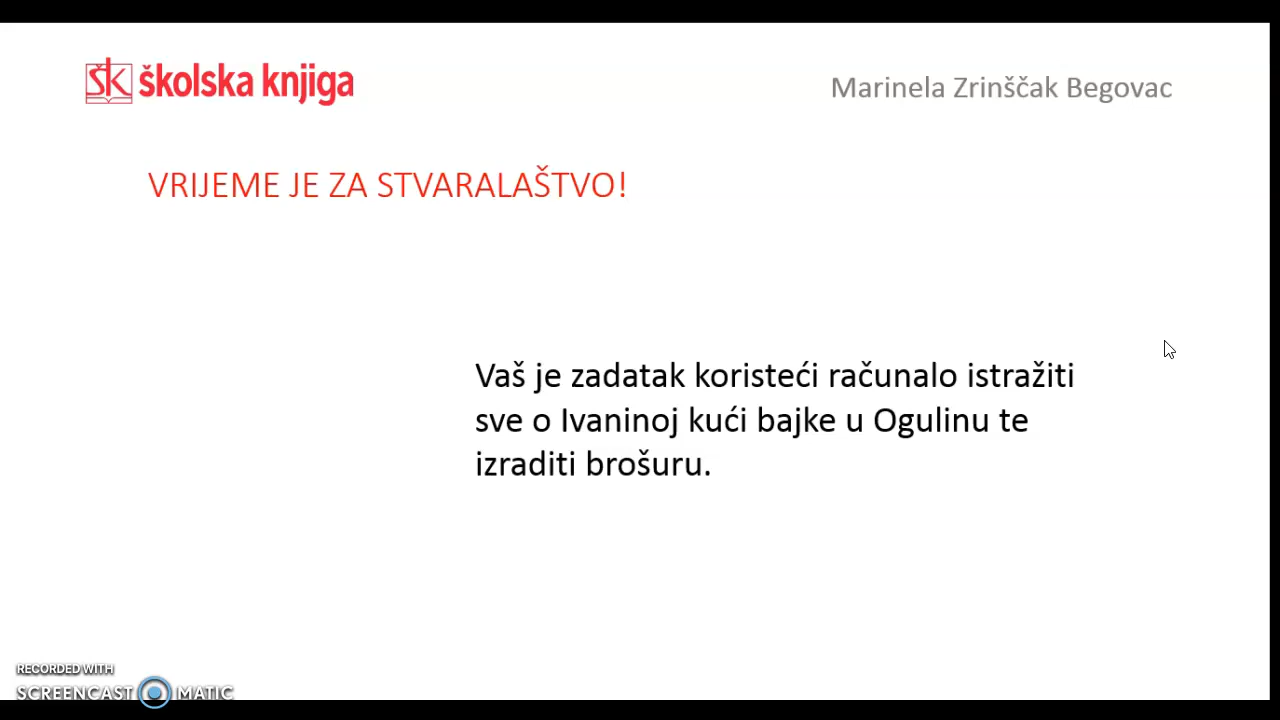 ŠK školska knjiga
Marinela Zrinščak Begovac
VRIJEME JE ZA STVARALAŠTVO!
Vaš je zadatak koristeći računalo istražiti
sve o Ivaninoj kući bajke u Ogulinu te
izraditi brošuru.
RECORDED WITH
SCREENCAST MATIC